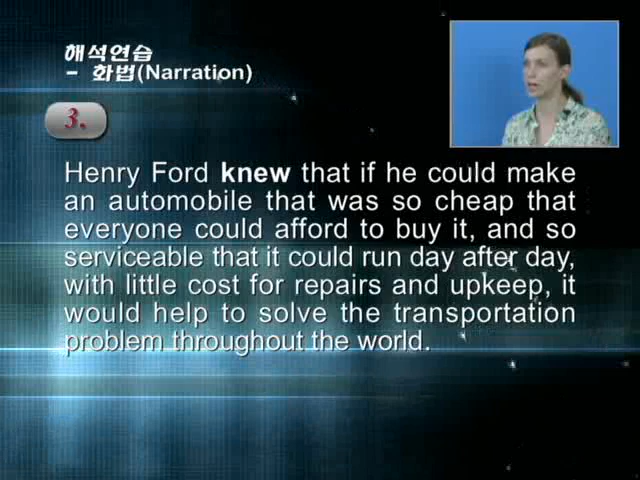 해석연습
- 화법(Narration)
3.
Henry Ford knew that if he could make
an automobile that was so cheap that
everyone could afford to buy it, and so
serviceable that it could run day after day,
with little cost for repairs and upkeep, it
would help to solve the transportation
problem throughout the world.